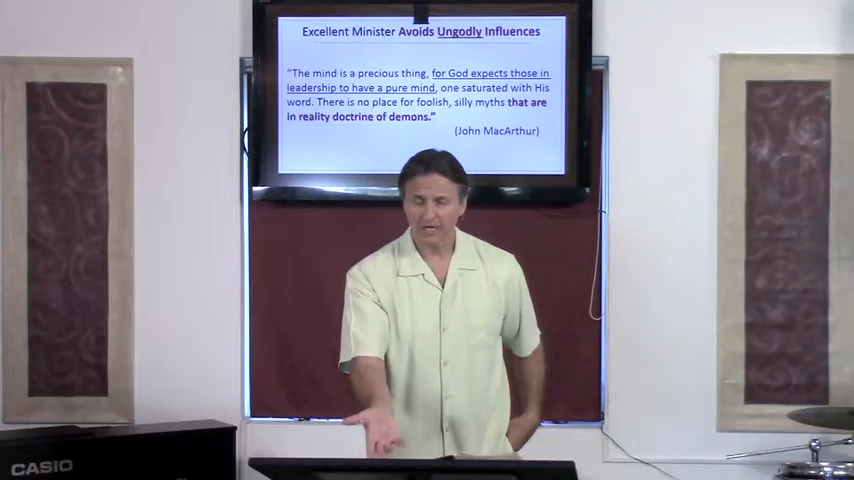 Excellent Minister Avoids Ungodly Influences
“The mind is a precious thing, for God expects those in
leadership to have a pure mind, one saturated with His
word. There is no place for foolish, silly myths that are
in reality doctrine of demons.”
(John MacArthur)
CASIO